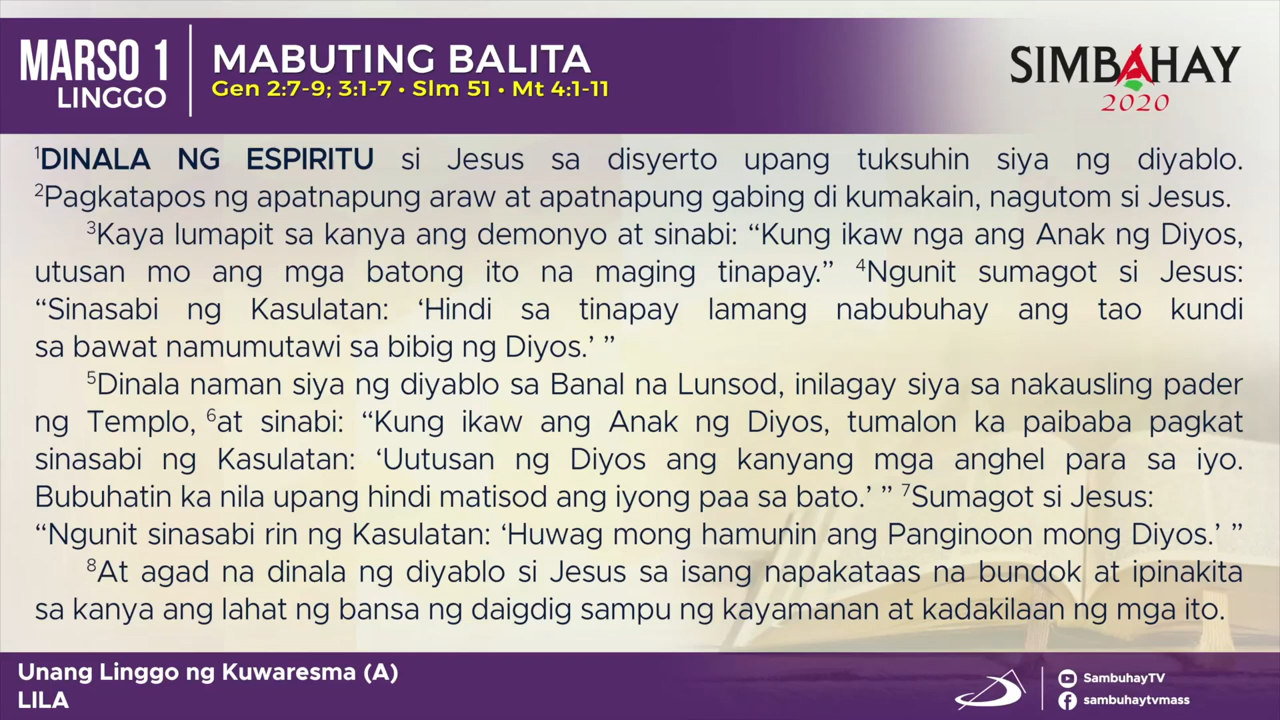 MARSO 1
LINGGO
MABUTING BALITA
Gen 2:7-9; 3:1-7 • Slm 51 • Mt 4:1-11
SIMBAHAY
2020
¹DINALA NG ESPIRITU si Jesus sa disyerto upang tuksuhin siya ng diyablo.
²Pagkatapos ng apatnapung araw at apatnapung gabing di kumakain, nagutom si Jesus.
³Kaya lumapit sa kanya ang demonyo at sinabi: “Kung ikaw nga ang Anak ng Diyos,
utusan mo ang mga batong ito na maging tinapay.” ⁴Ngunit sumagot si Jesus:
“Sinasabi ng Kasulatan: ‘Hindi sa tinapay lamang nabubuhay ang tao kundi
sa bawat namumutawi sa bibig ng Diyos.’ ”
⁵Dinala naman siya ng diyablo sa Banal na Lunsod, inilagay siya sa nakausling pader
ng Templo, ⁶at sinabi: “Kung ikaw ang Anak ng Diyos, tumalon ka paibaba pagkat
sinasabi ng Kasulatan: ‘Uutusan ng Diyos ang kanyang mga anghel para sa iyo.
Bubuhatin ka nila upang hindi matisod ang iyong paa sa bato.’ ” ⁷Sumagot si Jesus:
“Ngunit sinasabi rin ng Kasulatan: ‘Huwag mong hamunin ang Panginoon mong Diyos.’ ”
⁸At agad na dinala ng diyablo si Jesus sa isang napakataas na bundok at ipinakita
sa kanya ang lahat ng bansa ng daigdig sampu ng kayamanan at kadakilaan ng mga ito.
Unang Linggo ng Kuwaresma (A)
LILA
SambuhayTV
sambuhaytvmass